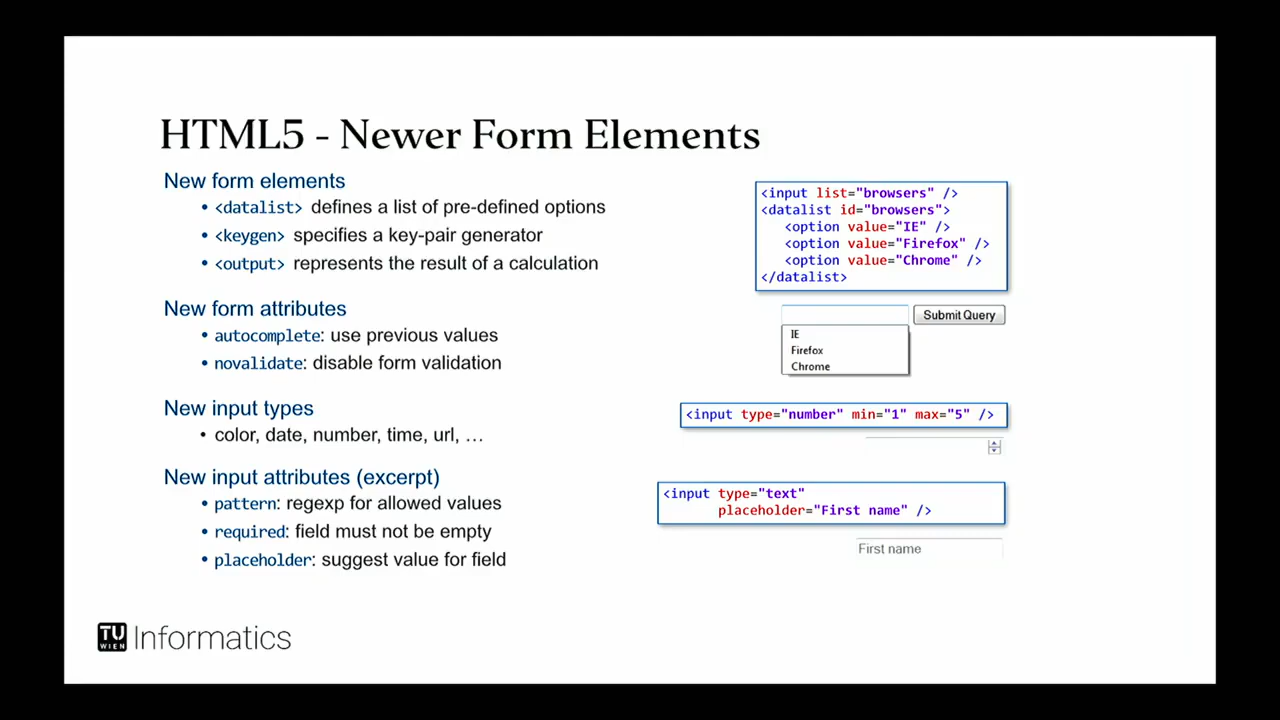 HTML5 - Newer Form Elements
New form elements
• <datalist> defines a list of pre-defined options
• <keygen> specifies a key-pair generator
• <output> represents the result of a calculation
New form attributes
• autocomplete: use previous values
• novalidate: disable form validation
New input types
• color, date, number, time, url, …
New input attributes (excerpt)
• pattern: regexp for allowed values
• required: field must not be empty
• placeholder: suggest value for field
<input list="browsers" />
<datalist id="browsers">
<option value="IE" />
<option value="Firefox" />
<option value="Chrome" />
</datalist>
Submit Query
IE
Firefox
Chrome
<input type="number" min="1" max="5" />
<input type="text"
placeholder="First name" />
First name
TU
WIEN
Informatics